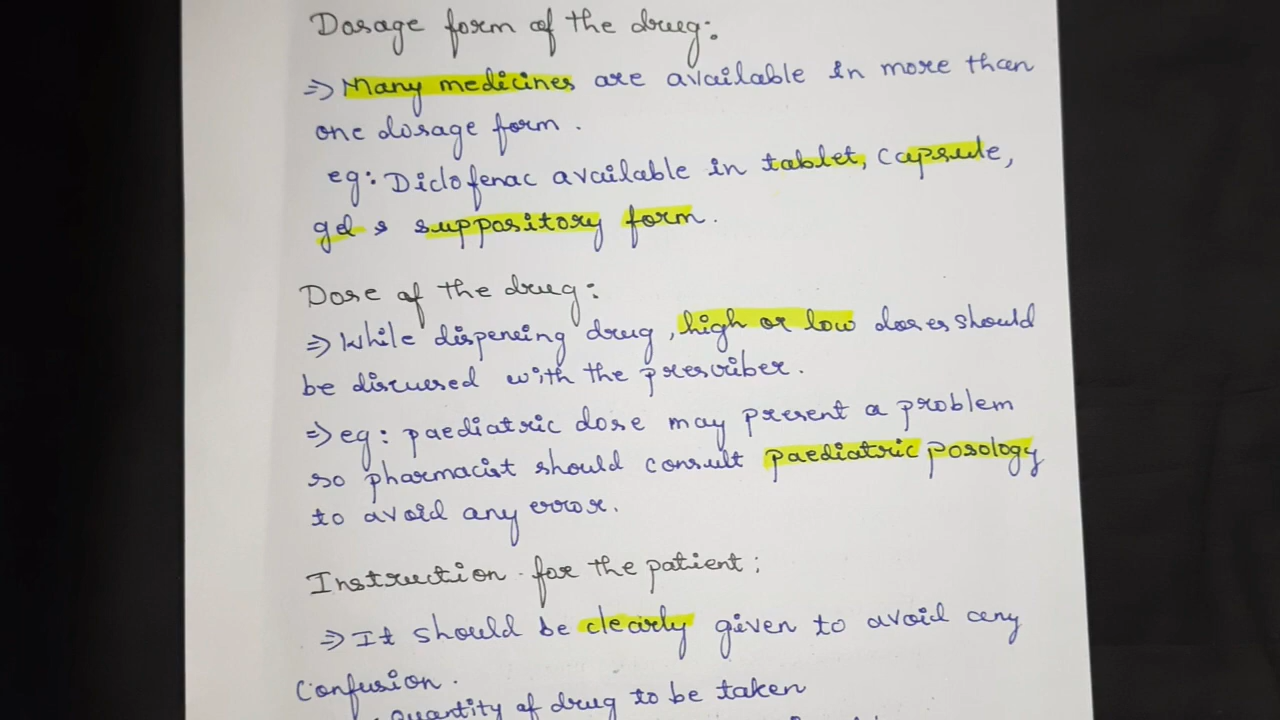 Dosage form of the drug:
⇒ Many medicines are available in more than
one dosage form.
eg: Diclofenac available in tablet, capsule,
gel & suppository form.
Dose of the drug:
⇒ While dispensing drug, high or low doses should
be discussed with the prescriber.
⇒ eg: paediatric dose may present a problem
so pharmacist should consult paediatric posology
to avoid any error.
Instruction for the patient:
⇒ It should be clearly given to avoid any
confusion.
quantity of drug to be taken